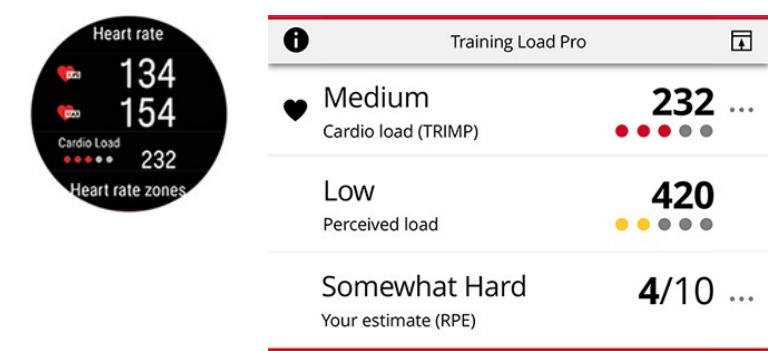 Heart rate
134
154
Cardio Load
232
Heart rate zones
Training Load Pro
Medium
232
Cardio load (TRIMP)
Low
420
Perceived load
Somewhat Hard
4/10
Your estimate (RPE)